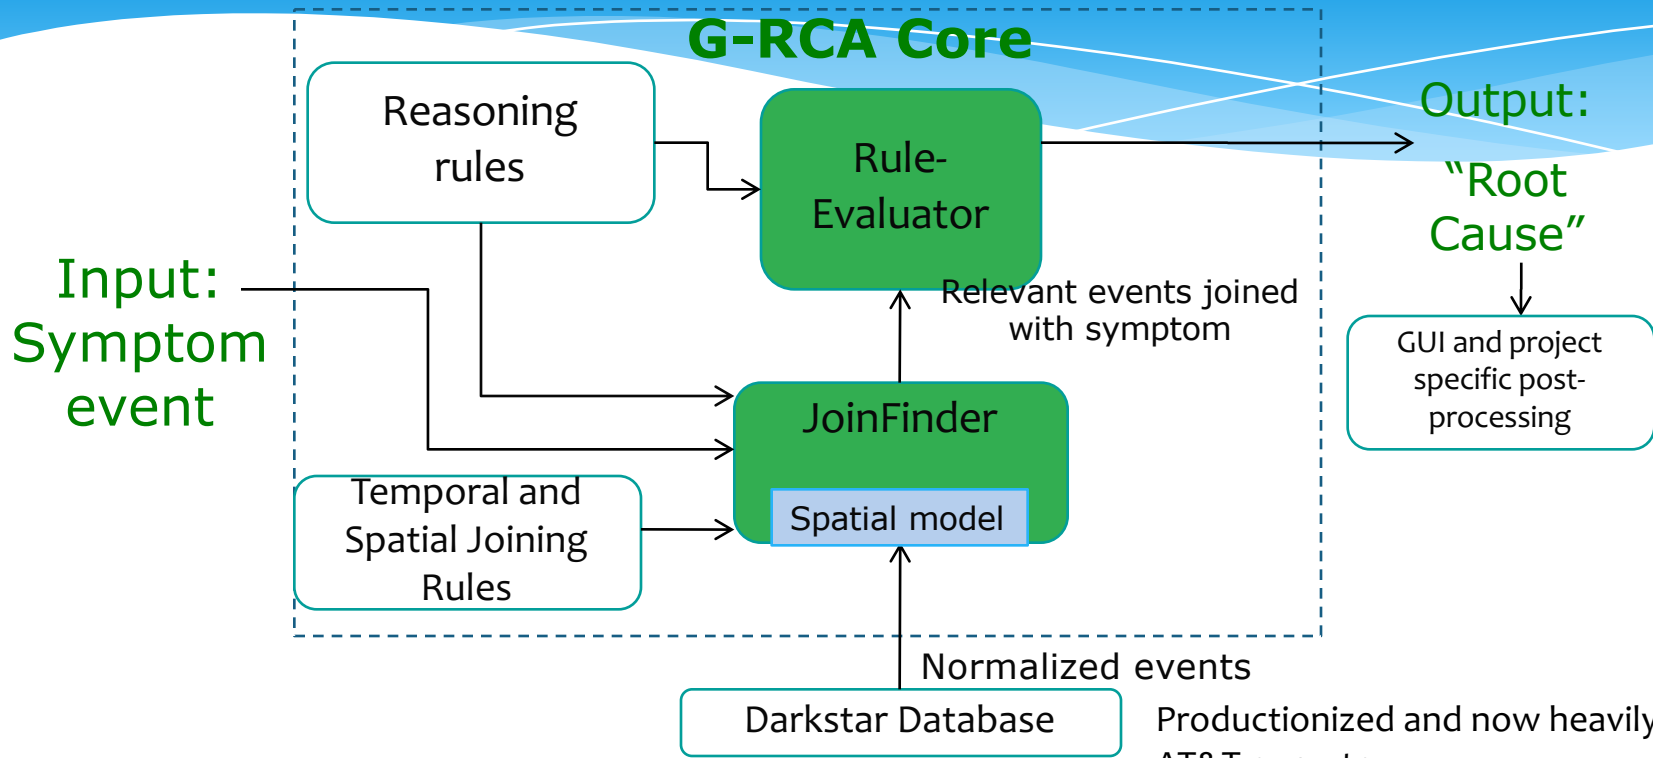 G-RCA Core
Reasoning
rules
Rule-
Evaluator
Output:
“Root
Cause”
Input:
Symptom
event
Relevant events joined
with symptom
GUI and project
specific post-
processing
JoinFinder
Spatial model
Temporal and
Spatial Joining
Rules
Normalized events
Darkstar Database
Productionized and now heavily
AT&T